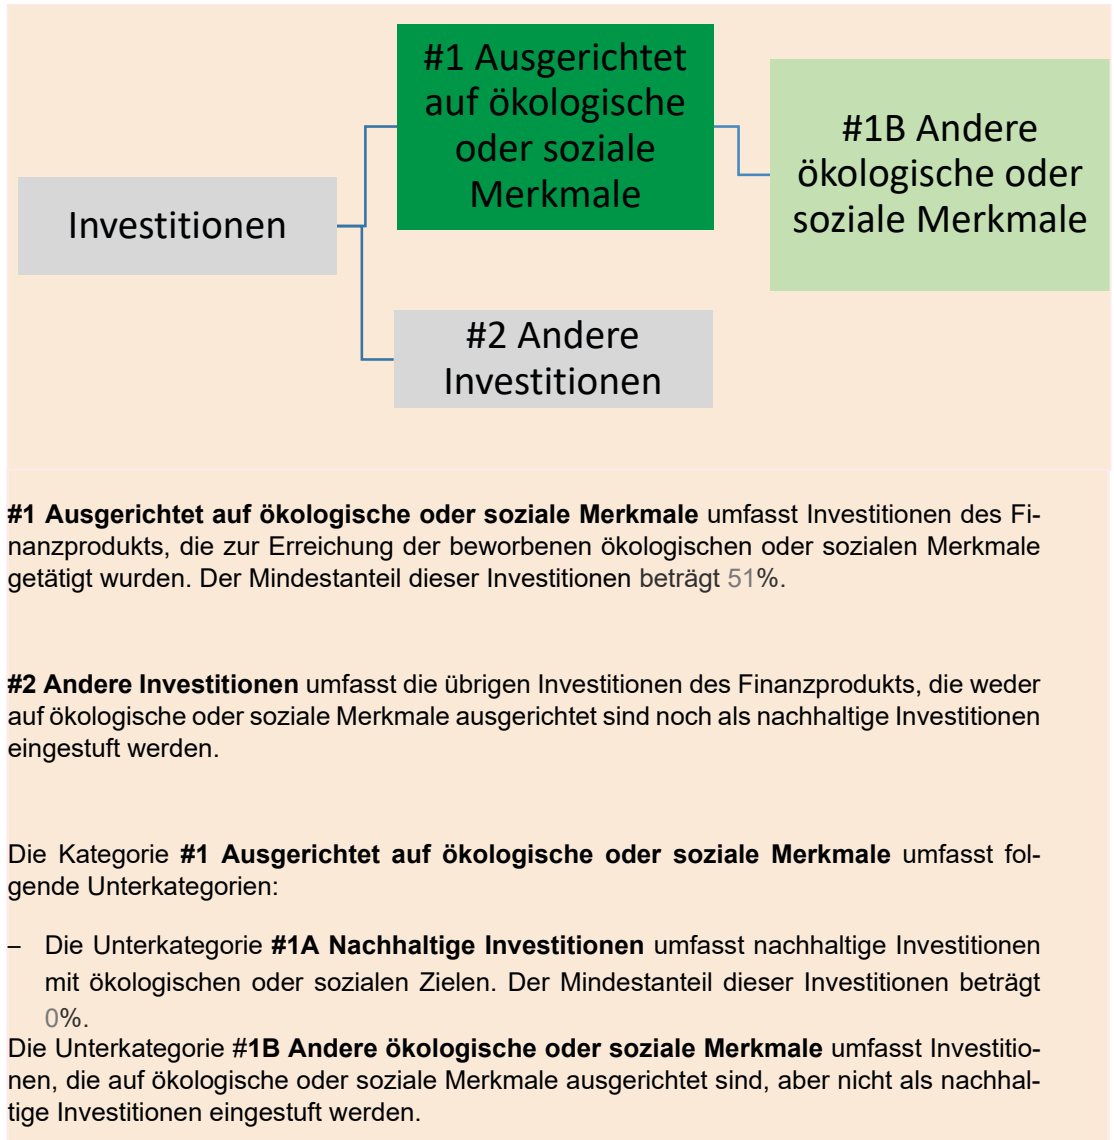 #1 Ausgerichtet
auf ökologische
oder soziale
Merkmale
#1B Andere
ökologische oder
soziale Merkmale
Investitionen
#2 Andere
Investitionen
#1 Ausgerichtet auf ökologische oder soziale Merkmale umfasst Investitionen des Fi-
nanzprodukts, die zur Erreichung der beworbenen ökologischen oder sozialen Merkmale
getätigt wurden. Der Mindestanteil dieser Investitionen beträgt 51%.
#2 Andere Investitionen umfasst die übrigen Investitionen des Finanzprodukts, die weder
auf ökologische oder soziale Merkmale ausgerichtet sind noch als nachhaltige Investitionen
eingestuft werden.
Die Kategorie #1 Ausgerichtet auf ökologische oder soziale Merkmale umfasst fol-
gende Unterkategorien:
– Die Unterkategorie #1A Nachhaltige Investitionen umfasst nachhaltige Investitionen
mit ökologischen oder sozialen Zielen. Der Mindestanteil dieser Investitionen beträgt
0%.
Die Unterkategorie #1B Andere ökologische oder soziale Merkmale umfasst Investitio-
nen, die auf ökologische oder soziale Merkmale ausgerichtet sind, aber nicht als nachhal-
tige Investitionen eingestuft werden.